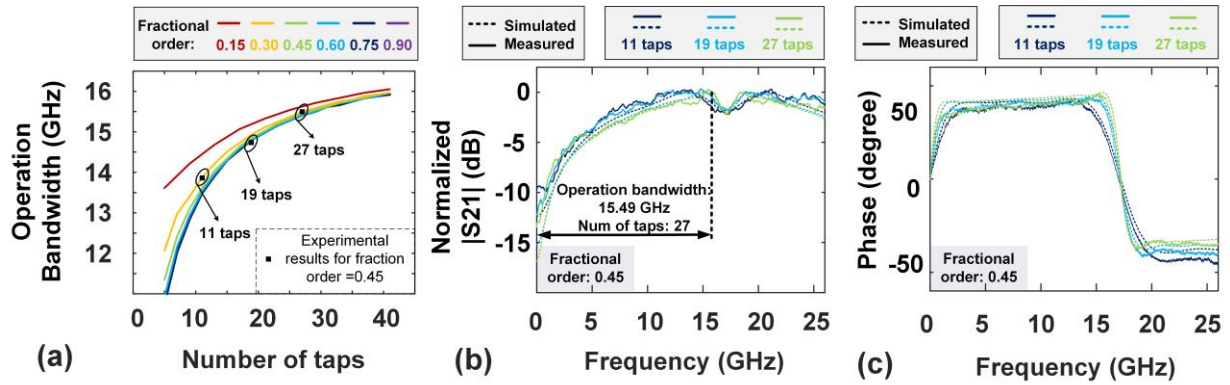 Fractional
order: 0.15 0.30 0.45 0.60 0.75 0.90
Operation
Bandwidth (GHz)
16
15
14
13
12
27 taps
19 taps
11 taps
Experimental
results for fraction
order =0.45
0 10 20 30 40
(a) Number of taps
Simulated
Measured
11 taps 19 taps 27 taps
Normalized
|S21| (dB)
0
-5
-10
-15
Operation bandwidth:
15.49 GHz
Num of taps: 27
Fractional
order: 0.45
0 5 10 15 20 25
(b) Frequency (GHz)
Simulated
Measured
11 taps 19 taps 27 taps
Phase (degree)
50
0
-50
Fractional
order: 0.45
0 5 10 15 20 25
(c) Frequency (GHz)